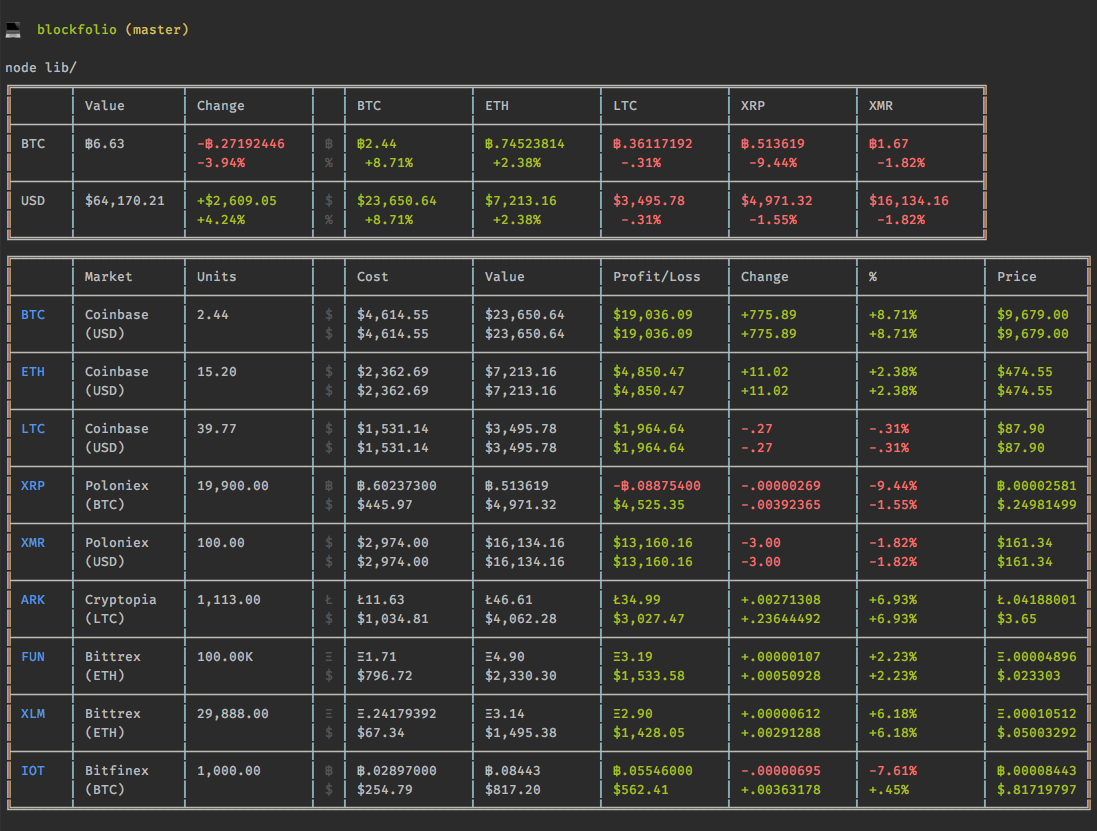 blockfolio (master)
node lib/
Value Change BTC ETH LTC XRP XMR
BTC ฿6.63 -฿.27192446 ฿ ฿2.44 ฿.74523814 ฿.36117192 ฿.513619 ฿1.67
-3.94% % +8.71% +2.38% -.31% -9.44% -1.82%
USD $64,170.21 +$2,609.05 $ $23,650.64 $7,213.16 $3,495.78 $4,971.32 $16,134.16
+4.24% % +8.71% +2.38% -.31% -1.55% -1.82%
Market Units Cost Value Profit/Loss Change % Price
BTC Coinbase 2.44 $ $4,614.55 $23,650.64 $19,036.09 +775.89 +8.71% $9,679.00
(USD) $ $4,614.55 $23,650.64 $19,036.09 +775.89 +8.71% $9,679.00
ETH Coinbase 15.20 $ $2,362.69 $7,213.16 $4,850.47 +11.02 +2.38% $474.55
(USD) $ $2,362.69 $7,213.16 $4,850.47 +11.02 +2.38% $474.55
LTC Coinbase 39.77 $ $1,531.14 $3,495.78 $1,964.64 -.27 -.31% $87.90
(USD) $ $1,531.14 $3,495.78 $1,964.64 -.27 -.31% $87.90
XRP Poloniex 19,900.00 ฿ ฿.60237300 ฿.513619 -฿.08875400 -.00000269 -9.44% ฿.00002581
(BTC) $ $445.97 $4,971.32 $4,525.35 -.00392365 -1.55% $.24981499
XMR Poloniex 100.00 $ $2,974.00 $16,134.16 $13,160.16 -3.00 -1.82% $161.34
(USD) $ $2,974.00 $16,134.16 $13,160.16 -3.00 -1.82% $161.34
ARK Cryptopia 1,113.00 Ł Ł11.63 Ł46.61 Ł34.99 +.00271308 +6.93% Ł.04188001
(LTC) $ $1,034.81 $4,062.28 $3,027.47 +.23644492 +6.93% $3.65
FUN Bittrex 100.00K Ξ Ξ1.71 Ξ4.90 Ξ3.19 +.00000107 +2.23% Ξ.00004896
(ETH) $ $796.72 $2,330.30 $1,533.58 +.00050928 +2.23% $.023303
XLM Bittrex 29,888.00 Ξ Ξ.24179392 Ξ3.14 Ξ2.90 +.00000612 +6.18% Ξ.00010512
(ETH) $ $67.34 $1,495.38 $1,428.05 +.00291288 +6.18% $.05003292
IOT Bitfinex 1,000.00 ฿ ฿.02897000 ฿.08443 ฿.05546000 -.00000695 -7.61% ฿.00008443
(BTC) $ $254.79 $817.20 $562.41 +.00363178 +.45% $.81719797